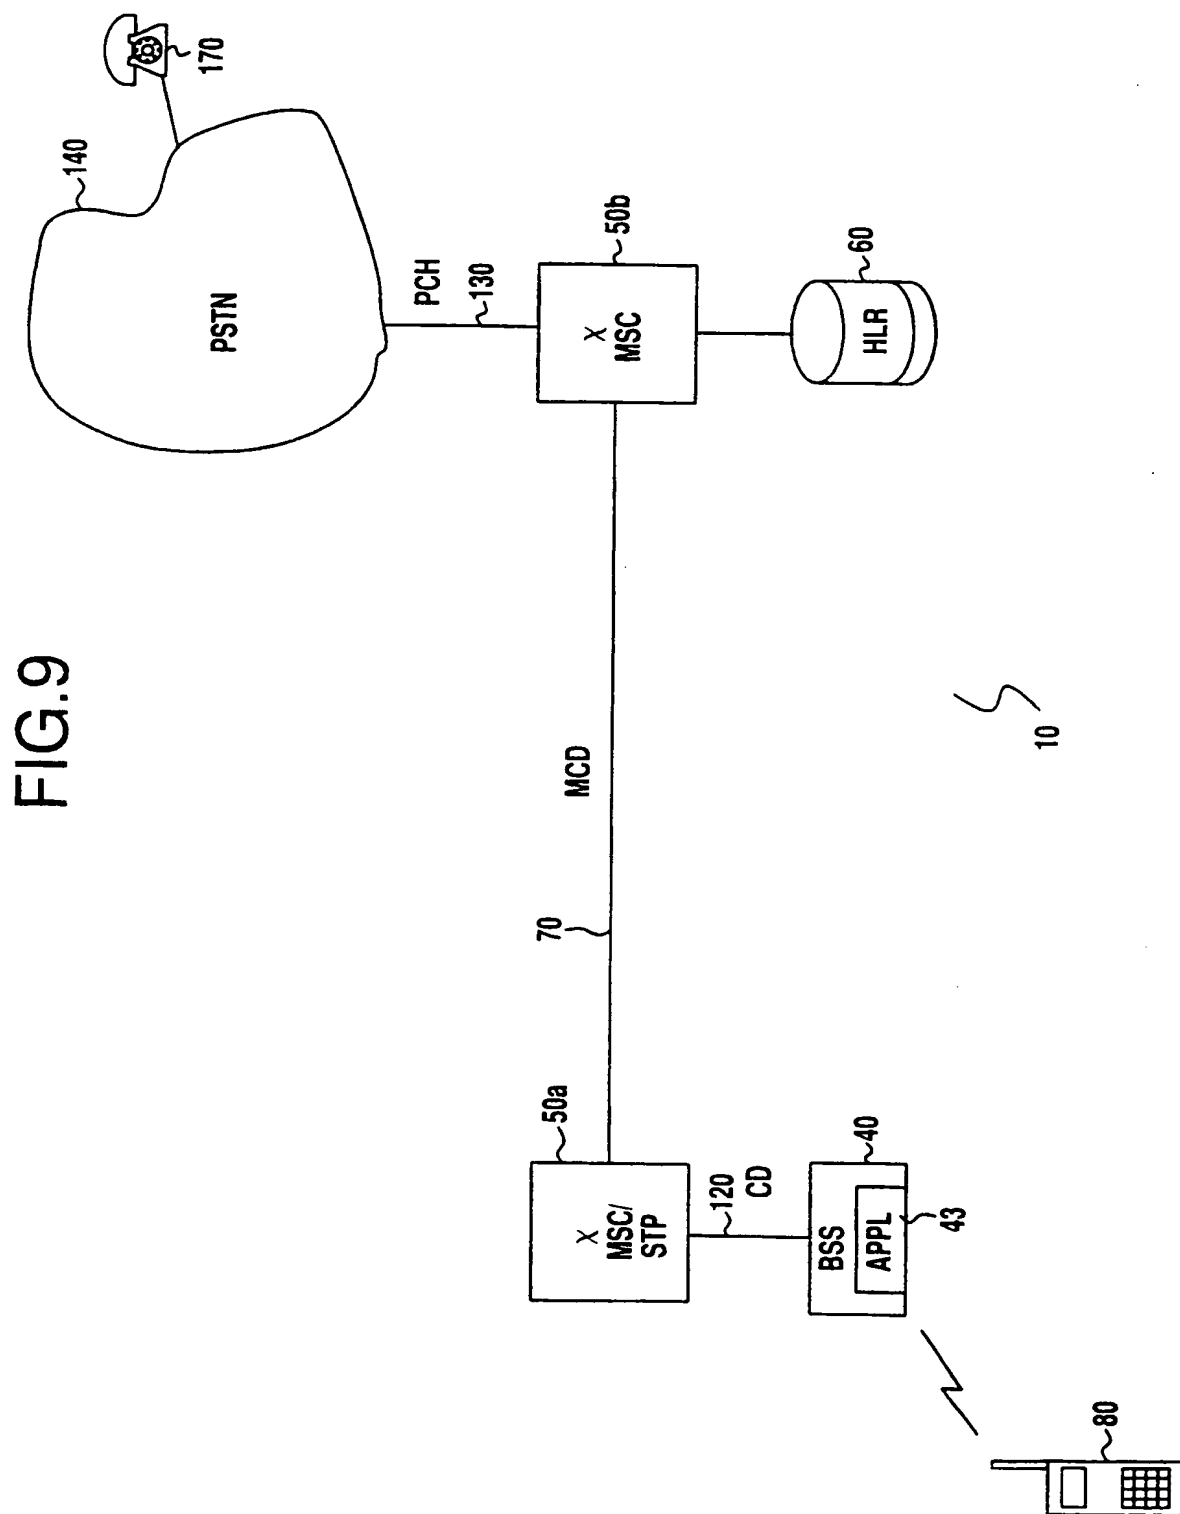 FIG.9
170
140
PSTN
PCH
130
50b
χ
MSC
60
HLR
MCD
70
10
50a
χ
MSC/
STP
120
CD
40
BSS
APPL
43
80